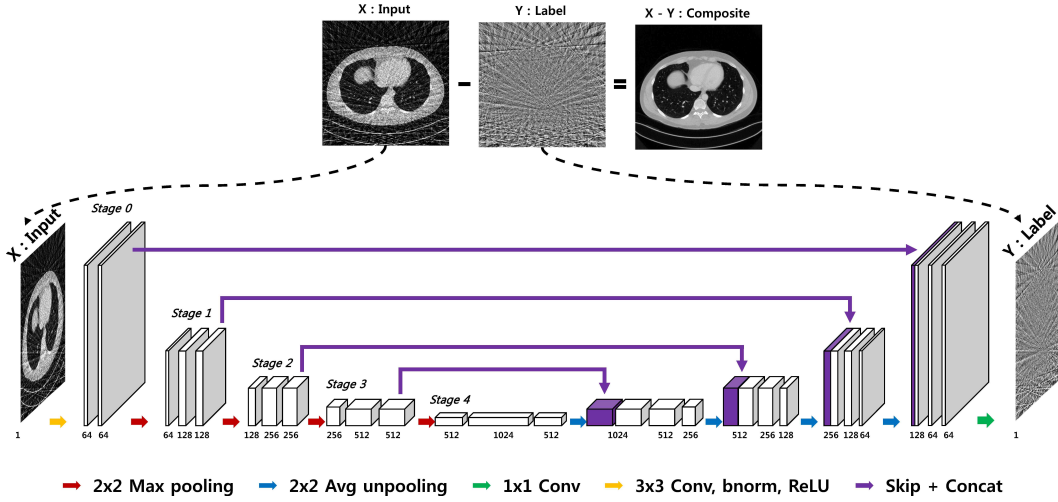 X : Input
Y : Label
X - Y : Composite
Stage 0
X : Input
Y : Label
Stage 1
Stage 2
Stage 3
Stage 4
1
64 64
64 128 128
128 256 256
256 512 512
512 1024 512
1024 512 256
512 256 128
256 128 64
128 64 64
1
2x2 Max pooling
2x2 Avg unpooling
1x1 Conv
3x3 Conv, bnorm, ReLU
Skip + Concat